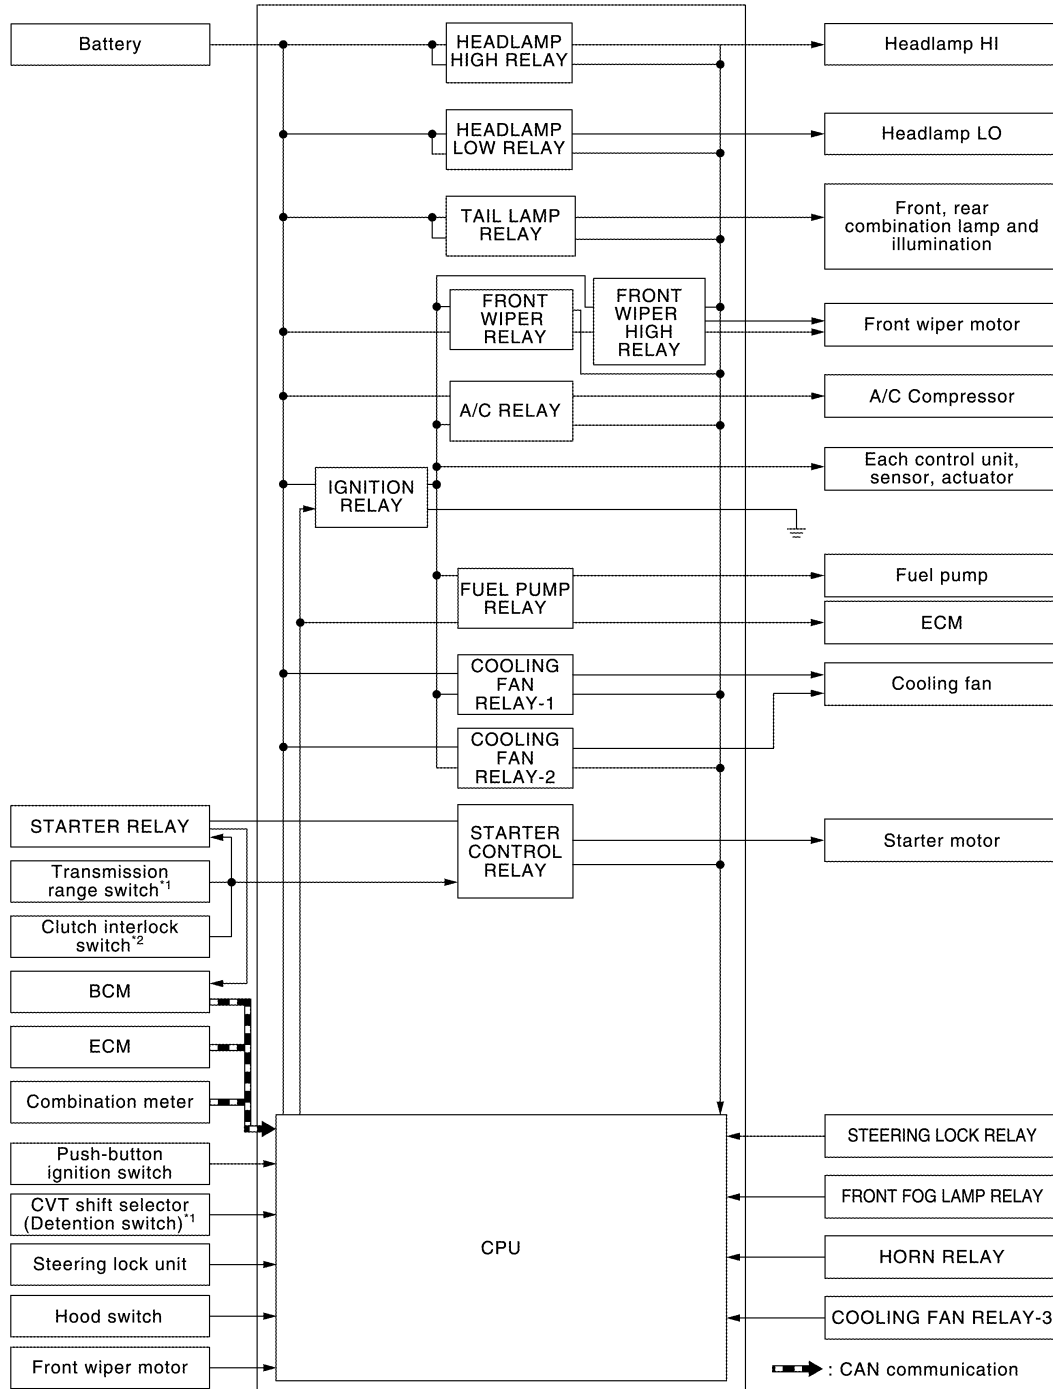 Battery
HEADLAMP
HIGH RELAY
Headlamp HI
HEADLAMP
LOW RELAY
Headlamp LO
TAIL LAMP
RELAY
Front, rear
combination lamp and
illumination
FRONT
WIPER
RELAY
FRONT
WIPER
HIGH
RELAY
Front wiper motor
A/C RELAY
A/C Compressor
IGNITION
RELAY
Each control unit,
sensor, actuator
FUEL PUMP
RELAY
Fuel pump
ECM
COOLING
FAN
RELAY-1
Cooling fan
COOLING
FAN
RELAY-2
STARTER RELAY
STARTER
CONTROL
RELAY
Starter motor
Transmission
range switch*1
Clutch interlock
switch*2
BCM
ECM
Combination meter
Push-button
ignition switch
CVT shift selector
(Detention switch)*1
Steering lock unit
Hood switch
Front wiper motor
CPU
STEERING LOCK RELAY
FRONT FOG LAMP RELAY
HORN RELAY
COOLING FAN RELAY-3
: CAN communication